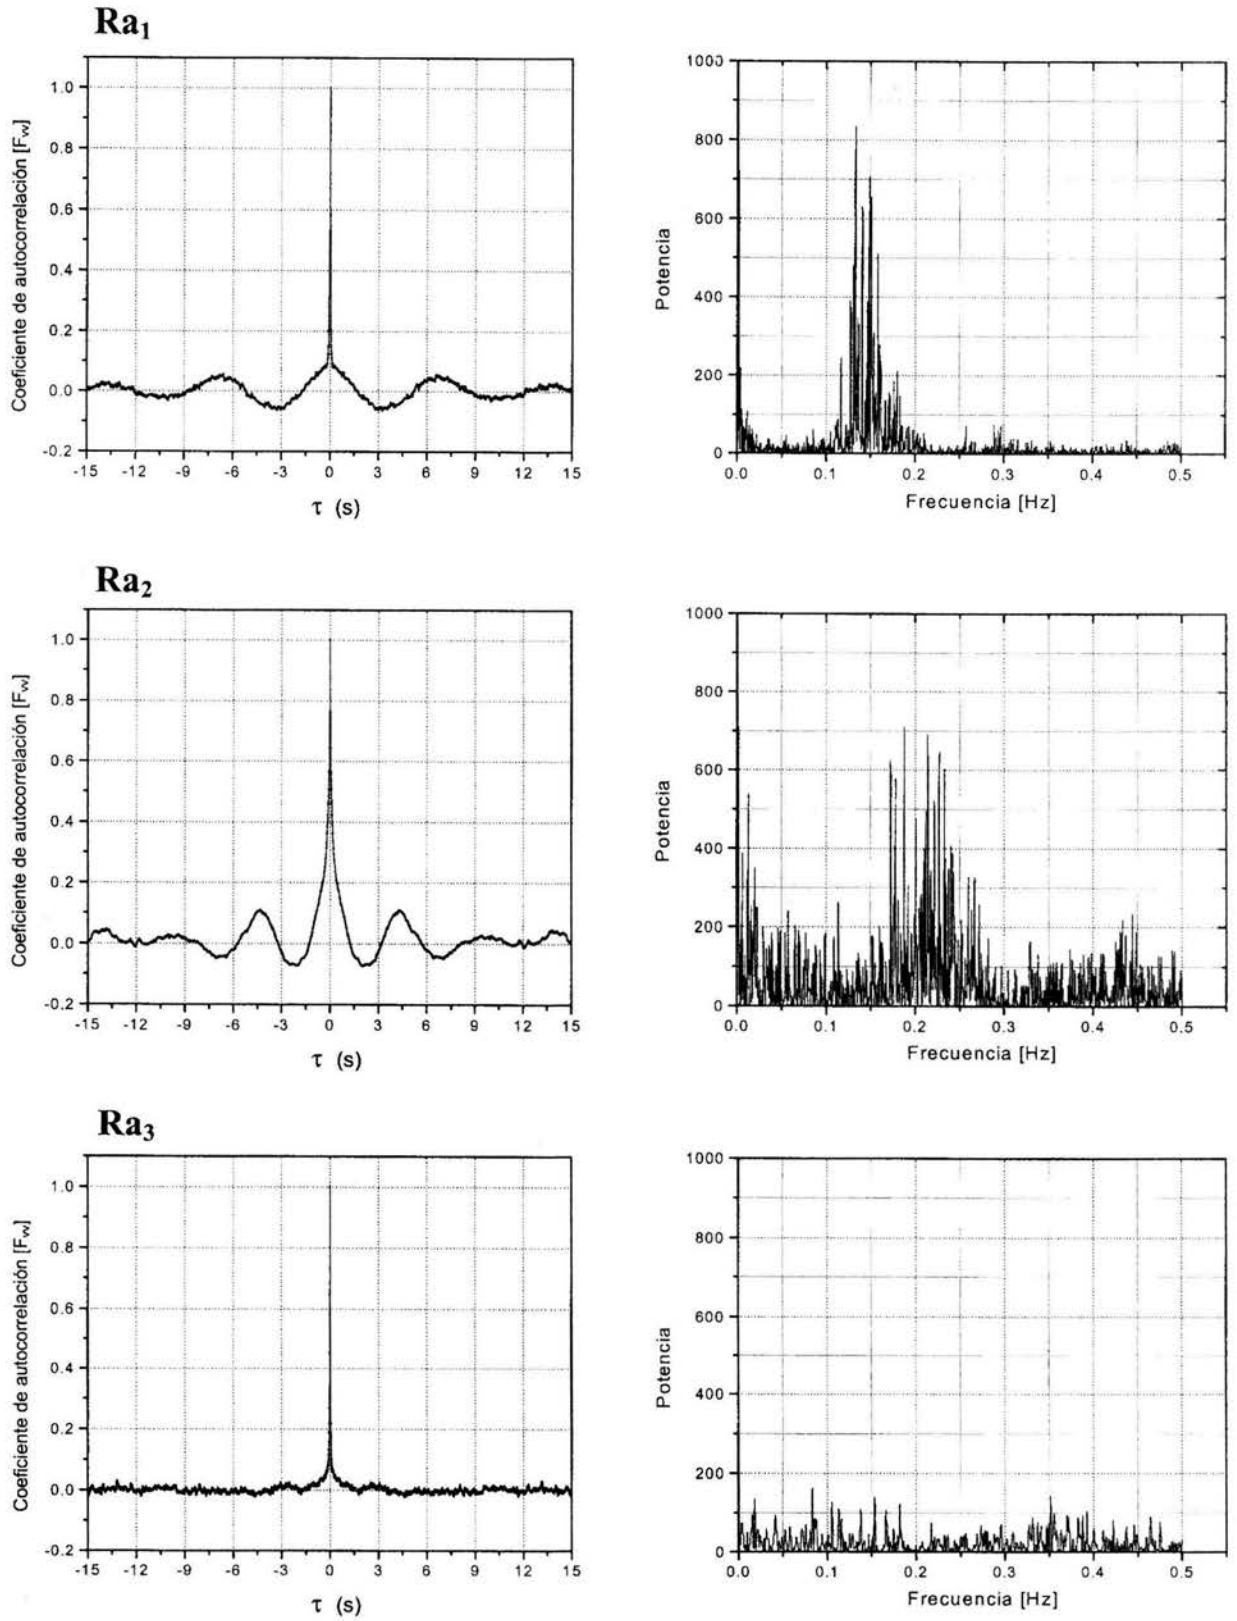 Ra₁
Coeficiente de autocorrelación [Fvv]
1.0
0.8
0.6
0.4
0.2
0.0
-0.2
-15 -12 -9 -6 -3 0 3 6 9 12 15
τ (s)
Potencia
1000
800
600
400
200
0
0.0 0.1 0.2 0.3 0.4 0.5
Frecuencia [Hz]
Ra₂
Coeficiente de autocorrelación [Fvv]
1.0
0.8
0.6
0.4
0.2
0.0
-0.2
-15 -12 -9 -6 -3 0 3 6 9 12 15
τ (s)
Potencia
1000
800
600
400
200
0
0.0 0.1 0.2 0.3 0.4 0.5
Frecuencia [Hz]
Ra₃
Coeficiente de autocorrelación [Fvv]
1.0
0.8
0.6
0.4
0.2
0.0
-0.2
-15 -12 -9 -6 -3 0 3 6 9 12 15
τ (s)
Potencia
1000
800
600
400
200
0
0.0 0.1 0.2 0.3 0.4 0.5
Frecuencia [Hz]